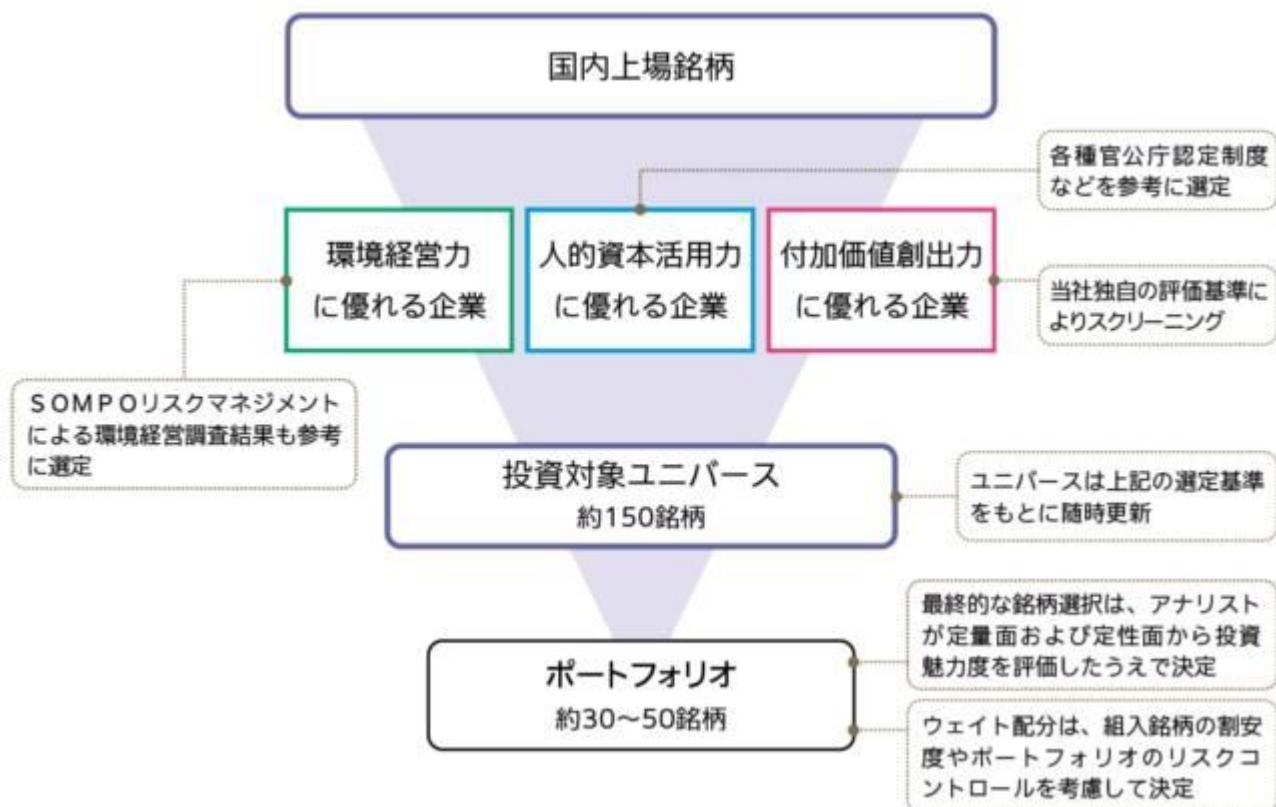 国内上場銘柄
各種官公庁認定制度
などを参考に選定
環境経営力
に優れる企業
人的資本活用力
に優れる企業
付加価値創出力
に優れる企業
当社独自の評価基準に
よりスクリーニング
ＳＯＭＰＯリスクマネジメント
による環境経営調査結果も参考
に選定
投資対象ユニバース
約150銘柄
ユニバースは上記の選定基準
をもとに随時更新
最終的な銘柄選択は、アナリスト
が定量面および定性面から投資
魅力度を評価したうえで決定
ポートフォリオ
約30～50銘柄
ウェイト配分は、組入銘柄の割安
度やポートフォリオのリスクコ
ントロールを考慮して決定